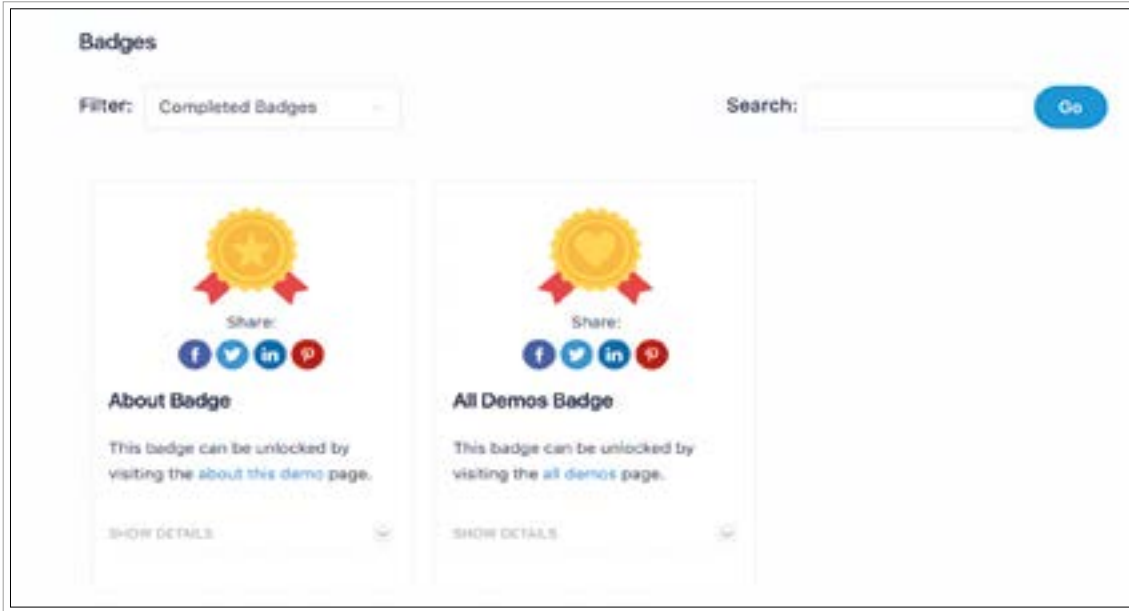 Badges
Filter: Completed Badges Search: Go
Share: Share:
About Badge All Demos Badge
This badge can be unlocked by This badge can be unlocked by
visiting the about this demo page. visiting the all demos page.
SHOW DETAILS SHOW DETAILS